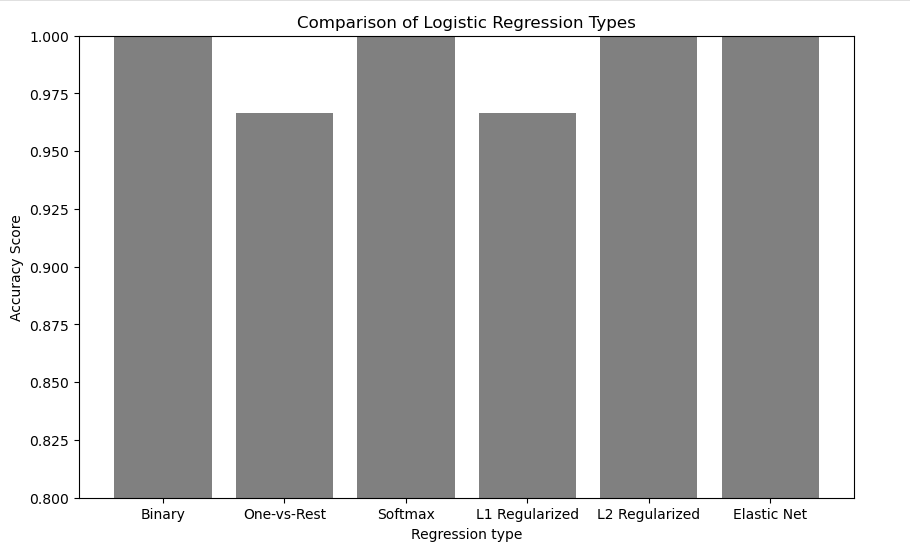 Comparison of Logistic Regression Types
Accuracy Score
1.000
0.975
0.950
0.925
0.900
0.875
0.850
0.825
0.800
Binary One-vs-Rest Softmax L1 Regularized L2 Regularized Elastic Net
Regression type